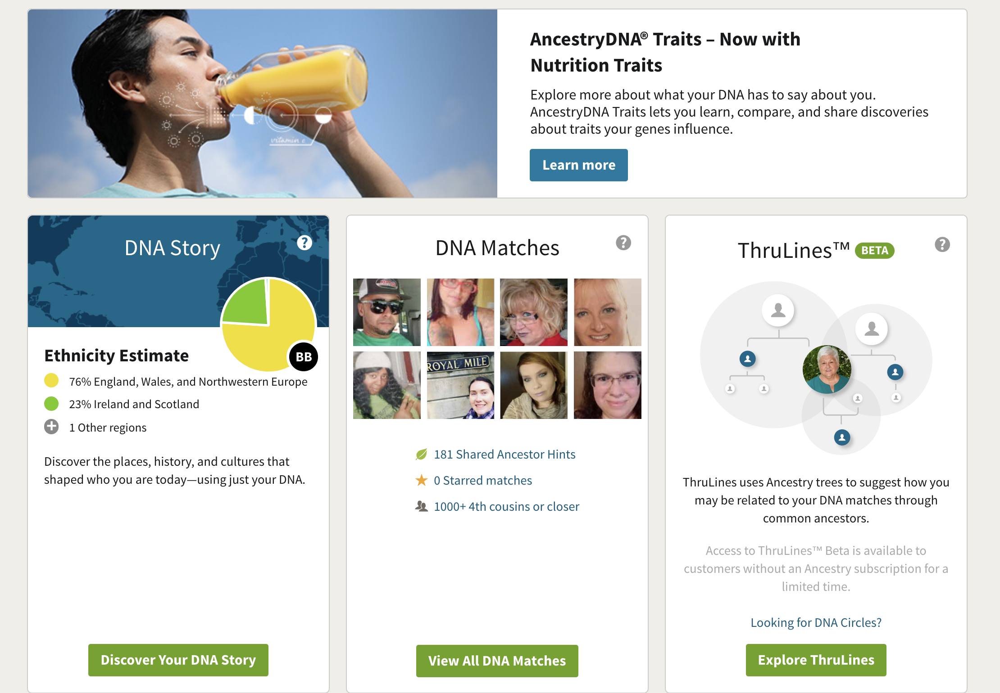 AncestryDNA® Traits – Now with
Nutrition Traits
Explore more about what your DNA has to say about you.
AncestryDNA Traits lets you learn, compare, and share discoveries
about traits your genes influence.
Learn more
vitamin c
DNA Story
?
BB
Ethnicity Estimate
76% England, Wales, and Northwestern Europe
23% Ireland and Scotland
1 Other regions
Discover the places, history, and cultures that
shaped who you are today—using just your DNA.
Discover Your DNA Story
DNA Matches
?
ROYAL MILE
181 Shared Ancestor Hints
0 Starred matches
1000+ 4th cousins or closer
View All DNA Matches
ThruLines™ BETA
?
ThruLines uses Ancestry trees to suggest how you
may be related to your DNA matches through
common ancestors.
Access to ThruLines™ Beta is available to
customers without an Ancestry subscription for a
limited time.
Looking for DNA Circles?
Explore ThruLines